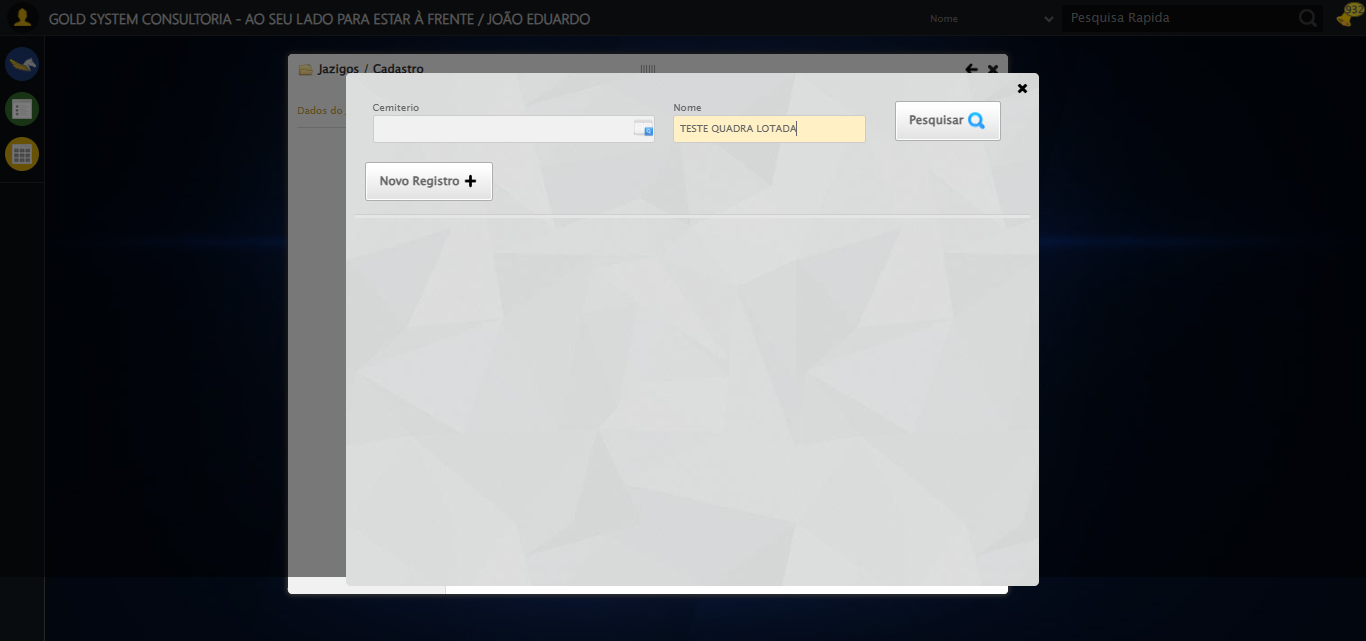 GOLD SYSTEM CONSULTORIA - AO SEU LADO PARA ESTAR À FRENTE / JOÃO EDUARDO
Nome
Pesquisa Rapida
932
Jazigos / Cadastro
Dados do
Cemiterio
Nome
TESTE QUADRA LOTADA
Pesquisar
Novo Registro